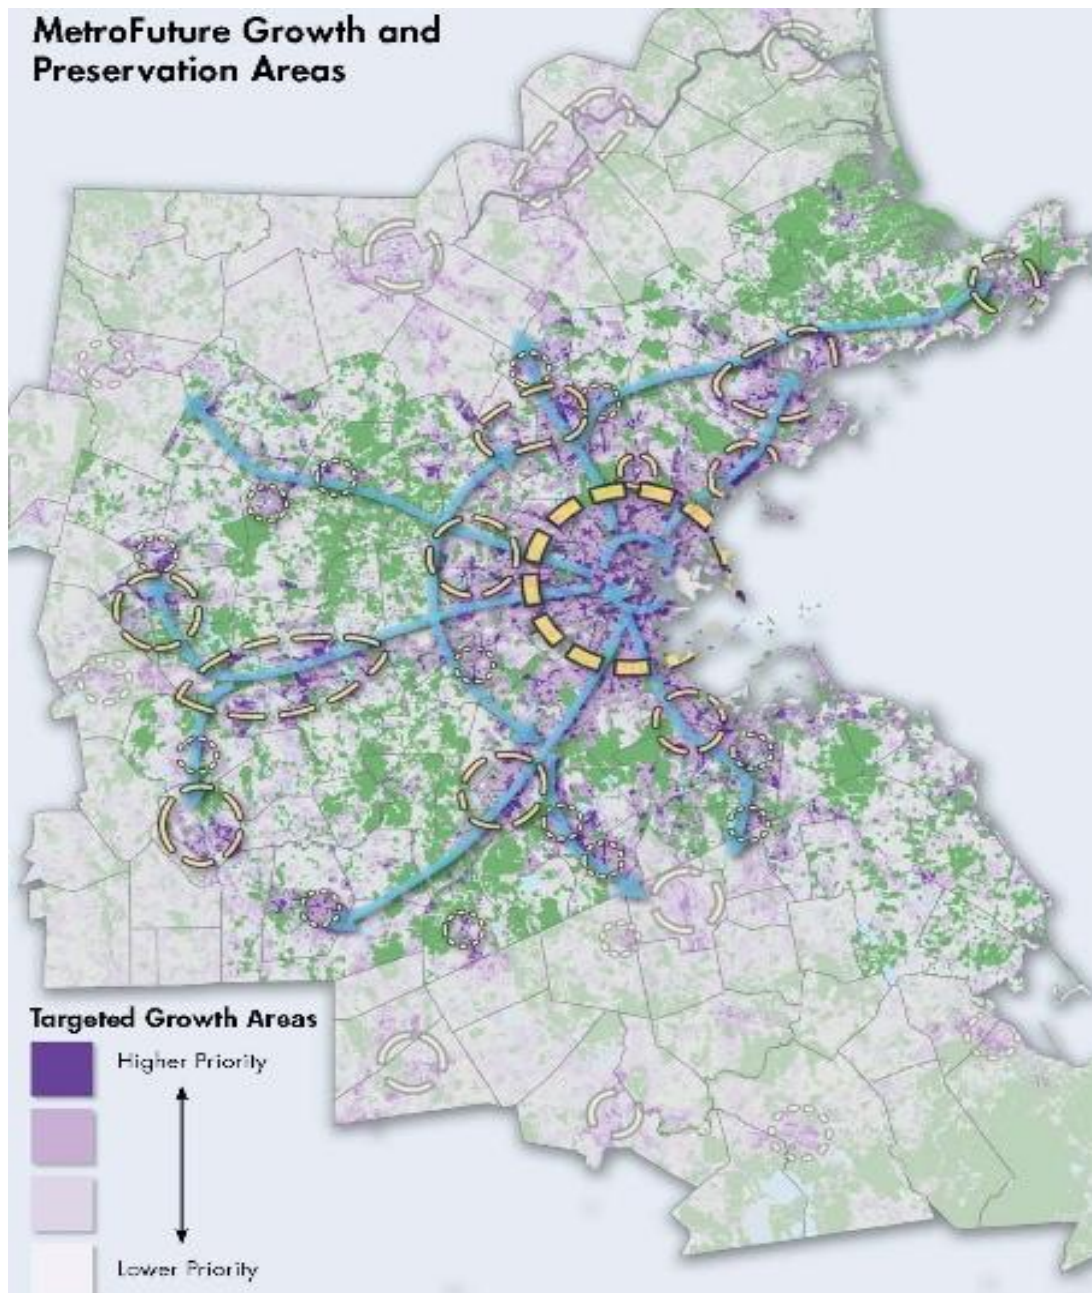 MetroFuture Growth and
Preservation Areas
Targeted Growth Areas
Higher Priority
Lower Priority